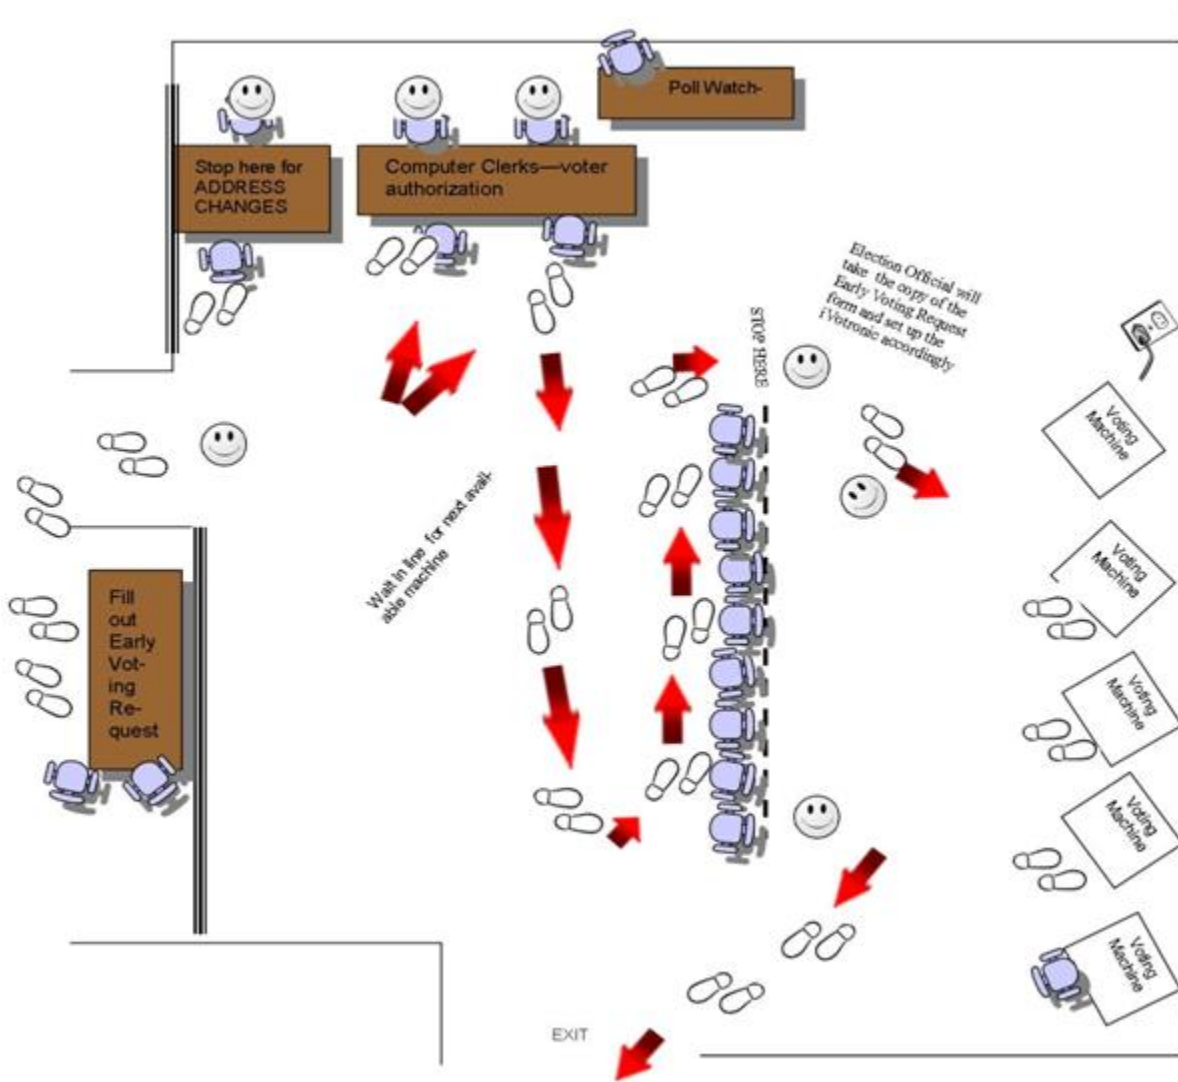 Poll Watch-
Stop here for
ADDRESS
CHANGES
Computer Clerks—voter
authorization
Election Official will
take the copy of the
Early Voting Request
form and set up the
iVotronic accordingly
STOP HERE
Voting
Machine
Wait in line for next avail-
able machine
Voting
Machine
Fill
out
Early
Vot-
ing
Re-
quest
Voting
Machine
Voting
Machine
Voting
Machine
EXIT